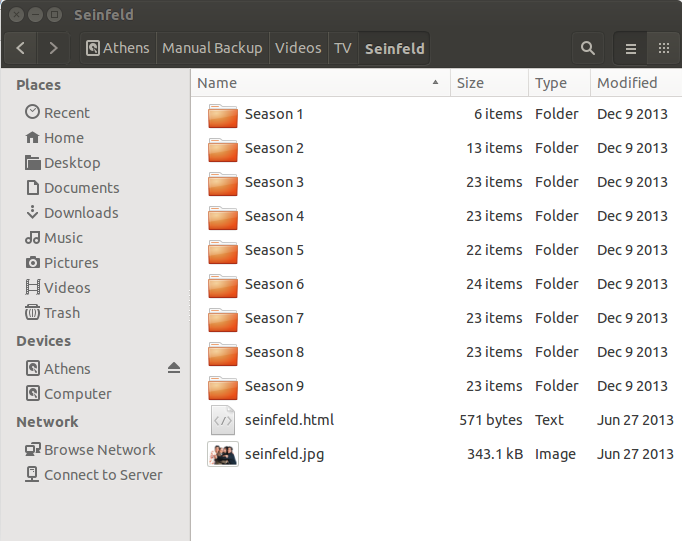 Seinfeld
Athens Manual Backup Videos TV Seinfeld
Places
Recent
Home
Desktop
Documents
Downloads
Music
Pictures
Videos
Trash
Devices
Athens
Computer
Network
Browse Network
Connect to Server
Name Size Type Modified
Season 1 6 items Folder Dec 9 2013
Season 2 13 items Folder Dec 9 2013
Season 3 23 items Folder Dec 9 2013
Season 4 23 items Folder Dec 9 2013
Season 5 22 items Folder Dec 9 2013
Season 6 24 items Folder Dec 9 2013
Season 7 23 items Folder Dec 9 2013
Season 8 23 items Folder Dec 9 2013
Season 9 23 items Folder Dec 9 2013
seinfeld.html 571 bytes Text Jun 27 2013
seinfeld.jpg 343.1 kB Image Jun 27 2013